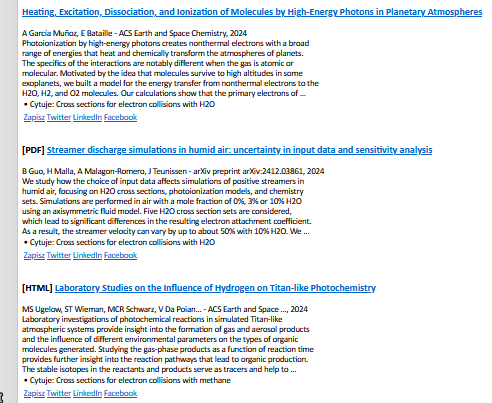 Heating, Excitation, Dissociation, and Ionization of Molecules by High-Energy Photons in Planetary Atmospheres
A García Muñoz, E Bataille - ACS Earth and Space Chemistry, 2024
Photoionization by high-energy photons creates nonthermal electrons with a broad
range of energies that heat and chemically transform the atmospheres of planets.
The specifics of the interactions are notably different when the gas is atomic or
molecular. Motivated by the idea that molecules survive to high altitudes in some
exoplanets, we built a model for the energy transfer from nonthermal electrons to the
H2O, H2, and O2 molecules. Our calculations show that the primary electrons of ...
• Cytuje: Cross sections for electron collisions with H2O
Zapisz Twitter LinkedIn Facebook
[PDF] Streamer discharge simulations in humid air: uncertainty in input data and sensitivity analysis
B Guo, H Malla, A Malagon-Romero, J Teunissen - arXiv preprint arXiv:2412.03861, 2024
We study how the choice of input data affects simulations of positive streamers in
humid air, focusing on H2O cross sections, photoionization models, and chemistry
sets. Simulations are performed in air with a mole fraction of 0%, 3% or 10% H2O
using an axisymmetric fluid model. Five H2O cross section sets are considered,
which lead to significant differences in the resulting electron attachment coefficient.
As a result, the streamer velocity can vary by up to about 50% with 10% H2O. We ...
• Cytuje: Cross sections for electron collisions with H2O
Zapisz Twitter LinkedIn Facebook
[HTML] Laboratory Studies on the Influence of Hydrogen on Titan-like Photochemistry
MS Ugelow, ST Wieman, MCR Schwarz, V Da Poian... - ACS Earth and Space ..., 2024
Laboratory investigations of photochemical reactions in simulated Titan-like
atmospheric systems provide insight into the formation of gas and aerosol products
and the influence of different environmental parameters on the types of organic
molecules generated. Studying the gas-phase products as a function of reaction time
provides further insight into the reaction pathways that lead to organic production.
The stable isotopes in the reactants and products serve as tracers and help to ...
• Cytuje: Cross sections for electron collisions with methane
Zapisz Twitter LinkedIn Facebook